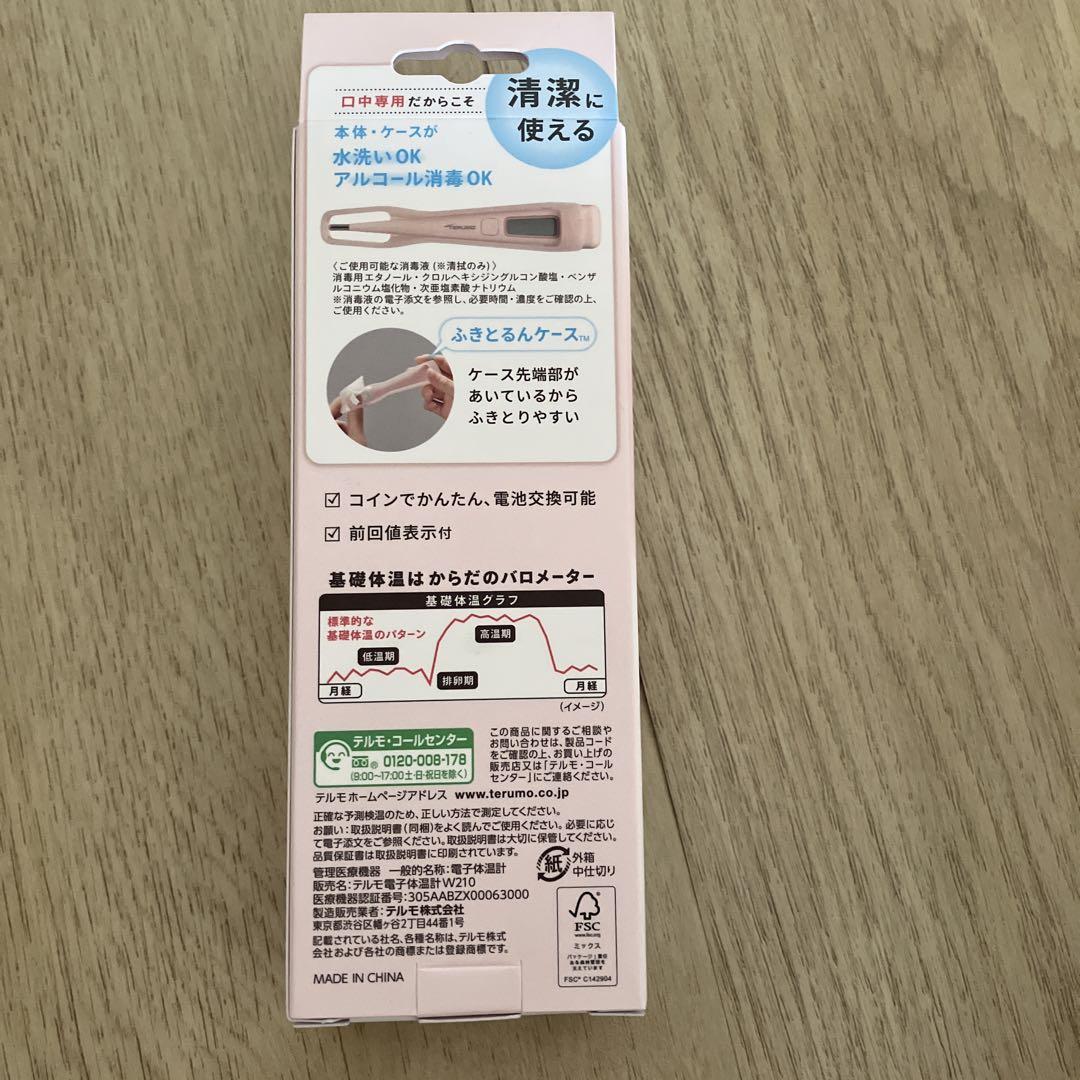 口中専用だからこそ
清潔に
使える
本体・ケースが
水洗いOK
アルコール消毒OK
TERUMO
〈ご使用可能な消毒液(※清拭のみ)〉
消毒用エタノール・クロルヘキシジングルコン酸塩・ベンザ
ルコニウム塩化物・次亜塩素酸ナトリウム
※消毒液の電子添文を参照し、必要時間・濃度をご確認の上、
ご使用ください。
ふきとるんケースTM
ケース先端部が
あいているから
ふきとりやすい
☑ コインでかんたん、電池交換可能
☑ 前回値表示付
基礎体温はからだのバロメーター
基礎体温グラフ
標準的な
基礎体温のパターン
高温期
低温期
排卵期
月経
月経
(イメージ)
テルモ・コールセンター
0120-008-178
(9:00~17:00土・日・祝日を除く)
この商品に関するご相談や
お問い合わせは、製品コード
をご確認の上、お買い上げの
販売店又は「テルモ・コール
センター」にご連絡ください。
テルモ ホームページアドレス www.terumo.co.jp
正確な予測検温のため、正しい方法で測定してください。
お願い:取扱説明書(同梱)をよく読んでご使用ください。必要に応じ
て電子添文をご参照ください。取扱説明書は大切に保管してください。
品質保証書は取扱説明書に印刷されています。
管理医療機器 一般的名称:電子体温計
販売名:テルモ電子体温計W210
医療機器認証番号:305AABZX00063000
製造販売業者:テルモ株式会社
東京都渋谷区幡ヶ谷2丁目44番1号
記載されている社名、各種名称は、テルモ株式
会社および各社の商標または登録商標です。
MADE IN CHINA
紙
外箱
中仕切り
FSC
www.fsc.org
ミックス
パッケージ|責任
ある森林管理を
支えています
FSC® C142904